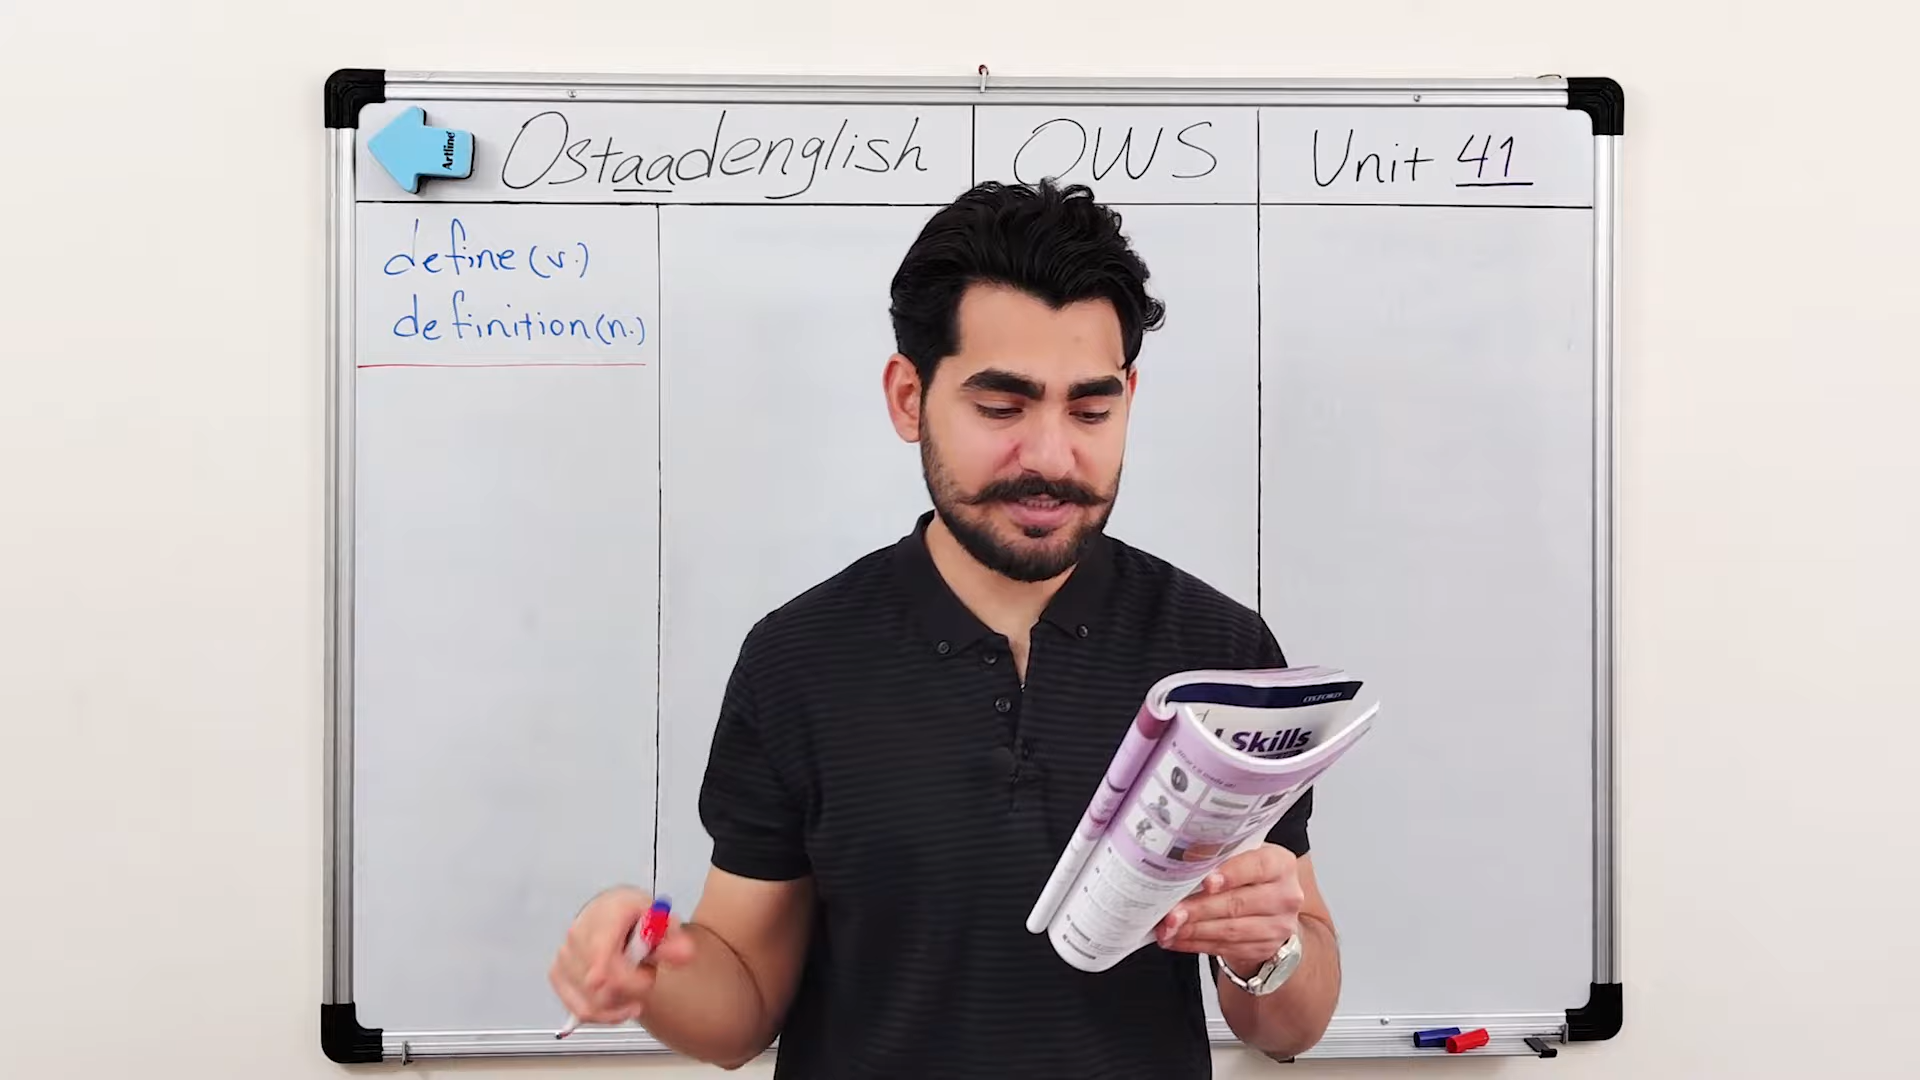 Ostaadenglish OWS Unit 41
Artline
define (v.)
definition (n.)
OXFORD
Skills